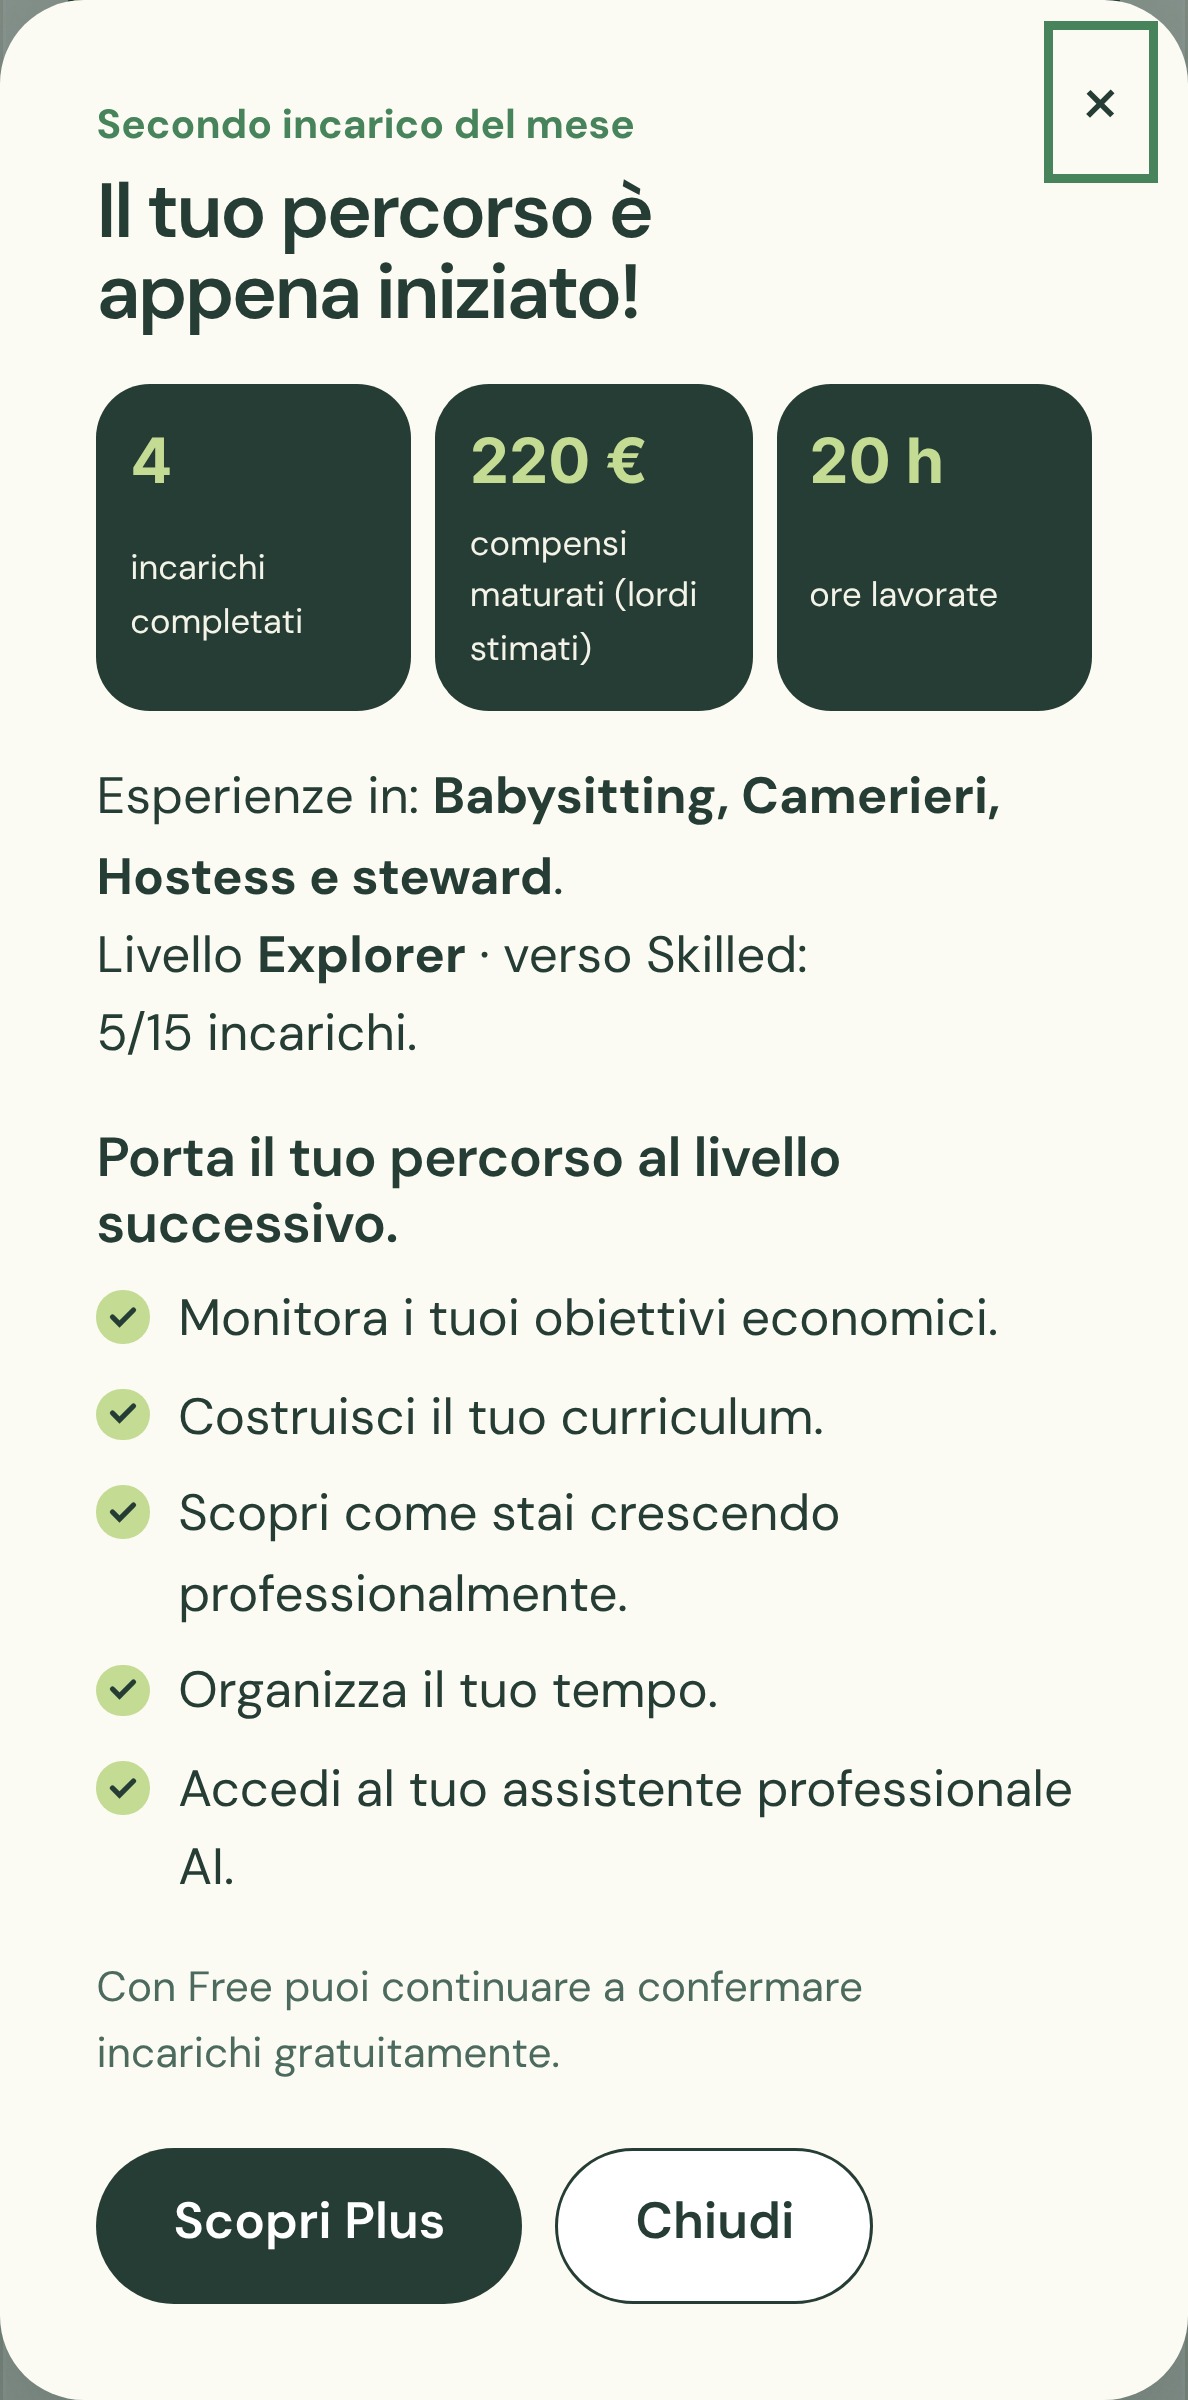 ×
Secondo incarico del mese
Il tuo percorso è
appena iniziato!
4
incarichi
completati
220 €
compensi
maturati (lordi
stimati)
20 h
ore lavorate
Esperienze in: Babysitting, Camerieri,
Hostess e steward.
Livello Explorer · verso Skilled:
5/15 incarichi.
Porta il tuo percorso al livello
successivo.
Monitora i tuoi obiettivi economici.
Costruisci il tuo curriculum.
Scopri come stai crescendo
professionalmente.
Organizza il tuo tempo.
Accedi al tuo assistente professionale
AI.
Con Free puoi continuare a confermare
incarichi gratuitamente.
Scopri Plus
Chiudi